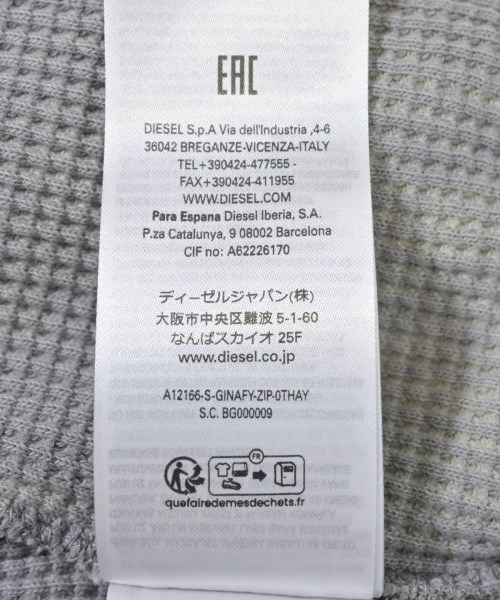 EAC
DIESEL S.p.A Via dell'Industria ,4-6
36042 BREGANZE-VICENZA-ITALY
TEL+390424-477555 -
FAX+390424-411955
WWW.DIESEL.COM
Para Espana Diesel Iberia, S.A.
P.za Catalunya, 9 08002 Barcelona
CIF no: A62226170
ディーゼルジャパン(株)
大阪市中央区難波 5-1-60
なんばスカイオ 25F
www.diesel.co.jp
A12166-S-GINAFY-ZIP-0THAY
S.C. BG000009
FR
quefairedemesdechets.fr